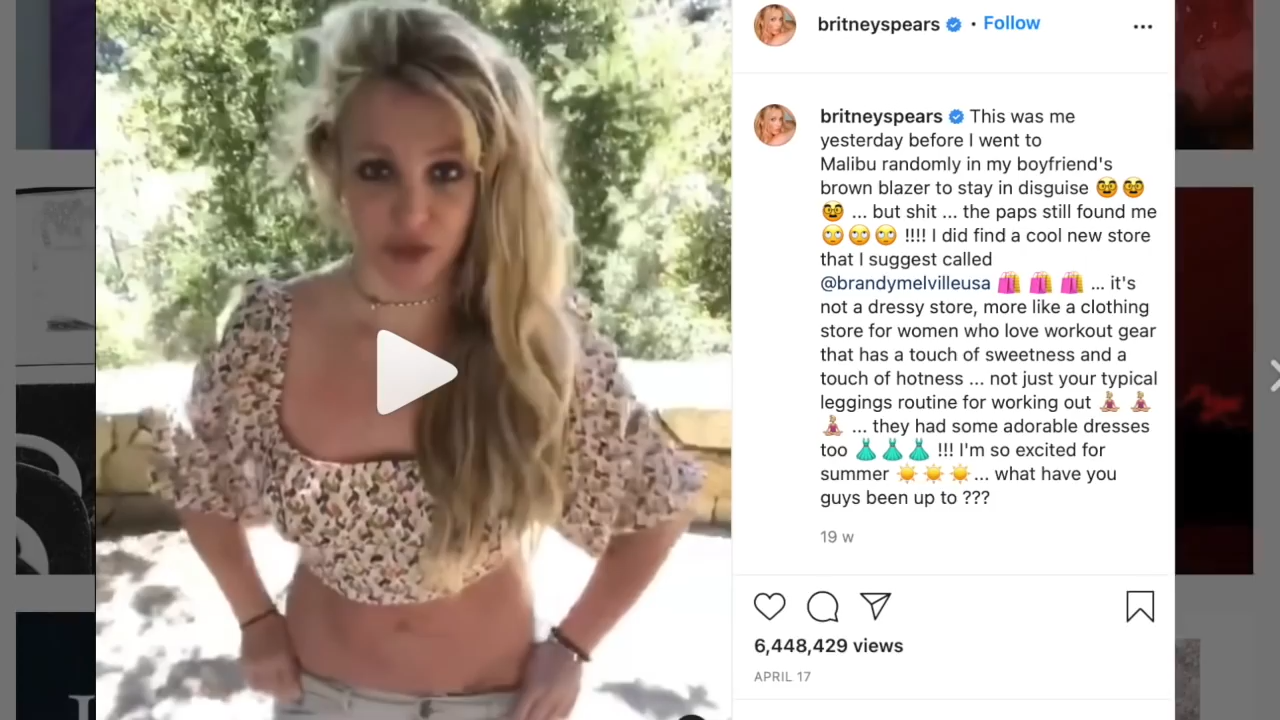 britneyspears • Follow
britneyspears This was me
yesterday before I went to
Malibu randomly in my boyfriend's
brown blazer to stay in disguise 🥸 🥸
🥸 ... but shit ... the paps still found me
🙄 🙄 🙄 !!!! I did find a cool new store
that I suggest called
@brandymelvilleusa 🛍️ 🛍️ 🛍️ ... it's
not a dressy store, more like a clothing
store for women who love workout gear
that has a touch of sweetness and a
touch of hotness ... not just your typical
leggings routine for working out 🧘🏼‍♀️ 🧘🏼‍♀️
🧘🏼‍♀️ ... they had some adorable dresses
too 👗 👗 👗 !!! I'm so excited for
summer ☀️ ☀️ ☀️... what have you
guys been up to ???
19 w
6,448,429 views
APRIL 17